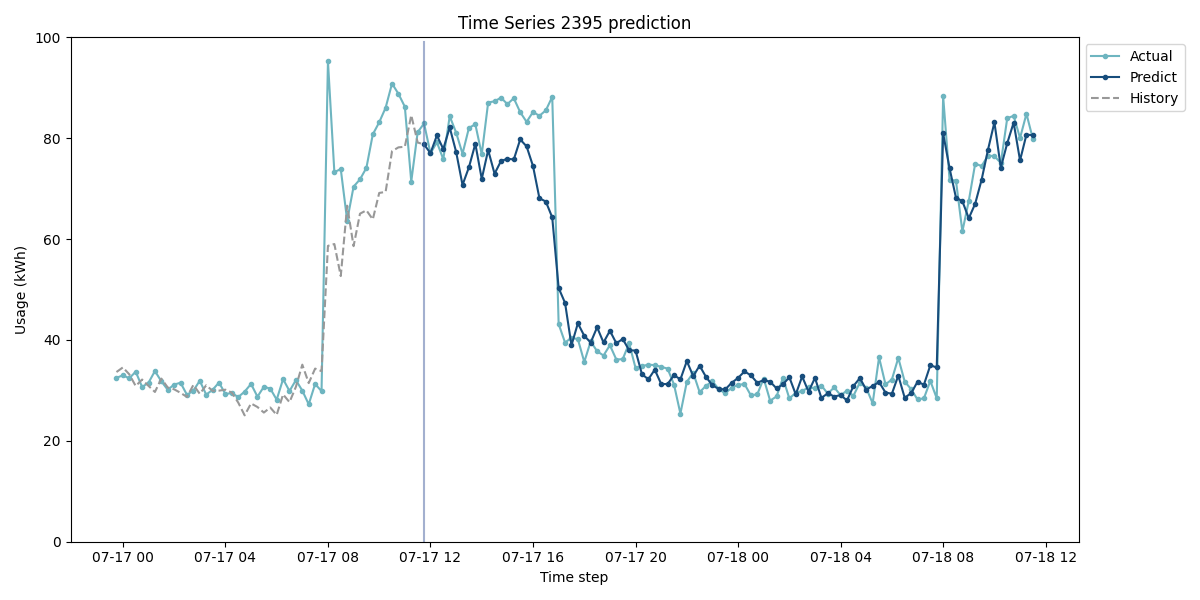 Time Series 2395 prediction
100
80
60
40
20
0
Usage (kWh)
07-17 00
07-17 04
07-17 08
07-17 12
07-17 16
07-17 20
07-18 00
07-18 04
07-18 08
07-18 12
Time step
Actual
Predict
History